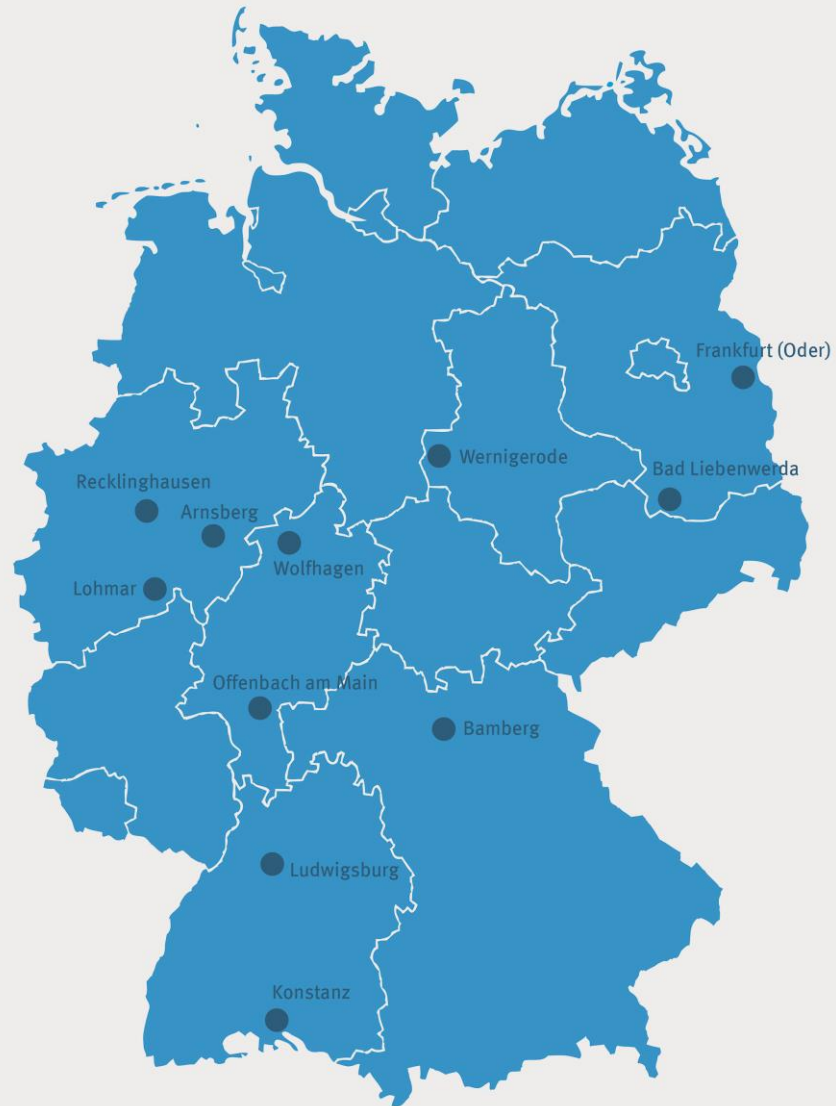 Frankfurt (Oder)
Wernigerode
Bad Liebenwerda
Recklinghausen
Arnsberg
Wolfhagen
Lohmar
Offenbach am Main
Bamberg
Ludwigsburg
Konstanz